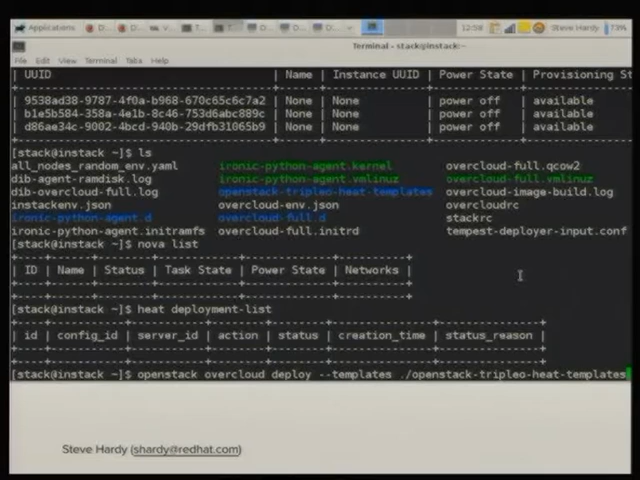 Applications 12:58 Steve Hardy 73%
Terminal - stack@instack:~
File Edit View Terminal Tabs Help
| UUID | Name | Instance UUID | Power State | Provisioning St
| 9538ad38-9787-4f0a-b968-670c65c6c7a2 | None | None | power off | available
| b1e5b584-358a-4e1b-8c46-753d6abc889c | None | None | power off | available
| d86ae34c-9002-4bcd-940b-29dfb31065b9 | None | None | power off | available
[stack@instack ~]$ ls
all_nodes_random_env.yaml ironic-python-agent.kernel overcloud-full.qcow2
dib-agent-ramdisk.log ironic-python-agent.vmlinuz overcloud-full.vmlinuz
dib-overcloud-full.log openstack-tripleo-heat-templates overcloud-image-build.log
instackenv.json overcloud-env.json overcloudrc
ironic-python-agent.d overcloud-full.d stackrc
ironic-python-agent.initramfs overcloud-full.initrd tempest-deployer-input.conf
[stack@instack ~]$ nova list
| ID | Name | Status | Task State | Power State | Networks |
[stack@instack ~]$ heat deployment-list
| id | config_id | server_id | action | status | creation_time | status_reason |
[stack@instack ~]$ openstack overcloud deploy --templates ./openstack-tripleo-heat-templates
Steve Hardy (shardy@redhat.com)